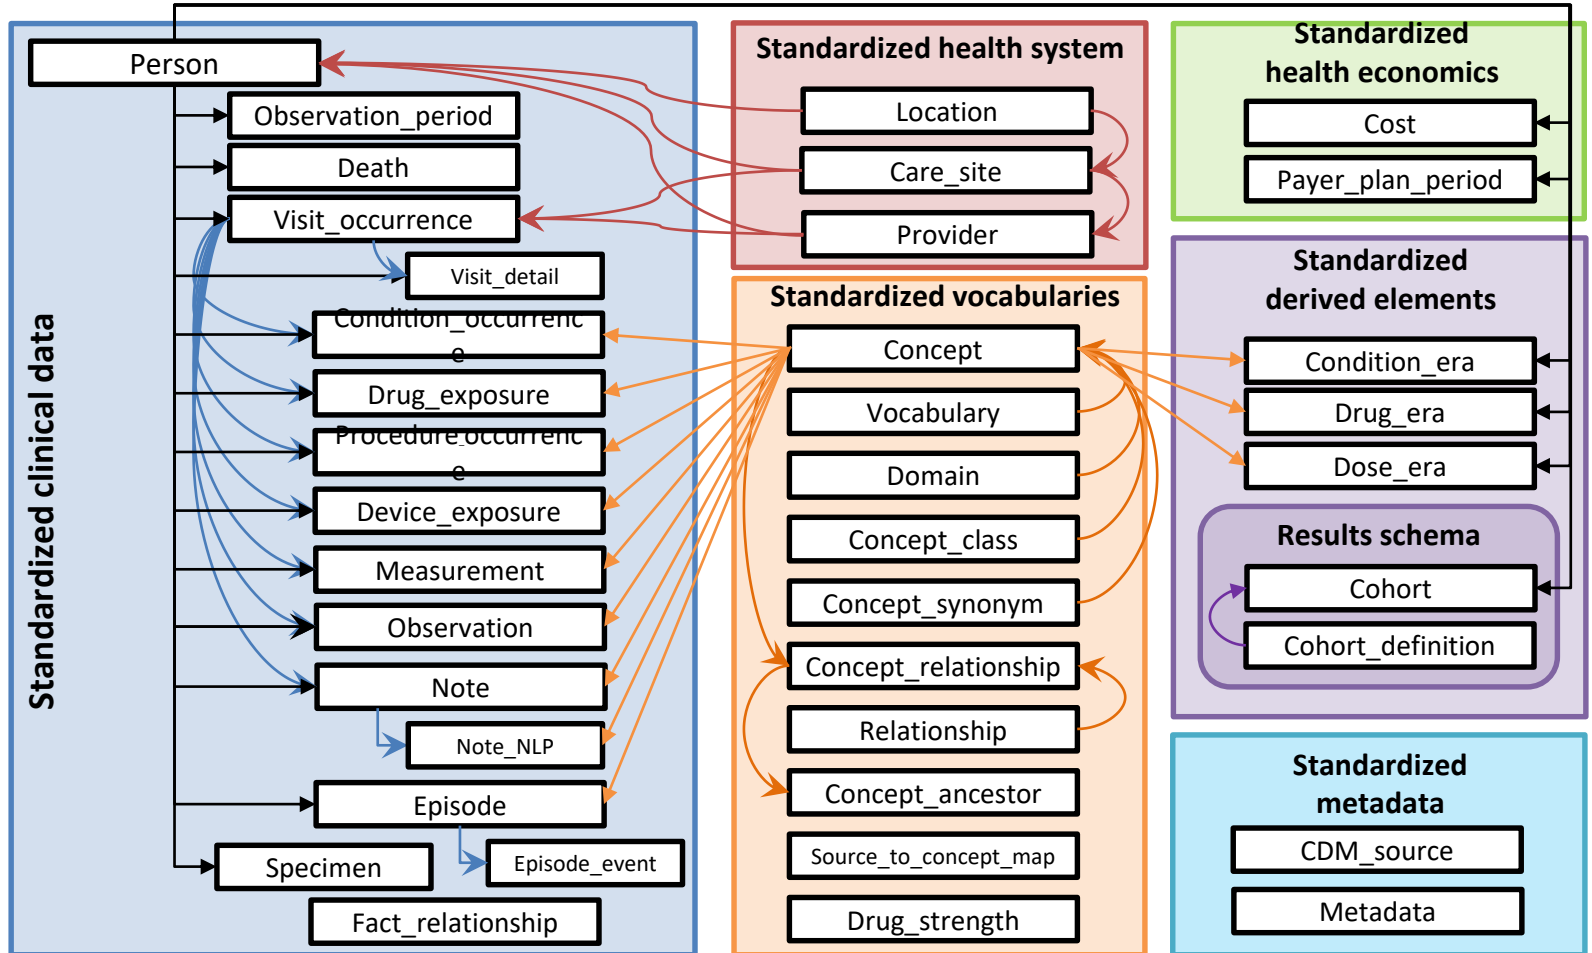 Standardized clinical data
Person
Observation_period
Death
Visit_occurrence
Visit_detail
Condition_occurrenc
e
Drug_exposure
Procedure_occurrenc
e
Device_exposure
Measurement
Observation
Note
Note_NLP
Episode
Episode_event
Specimen
Fact_relationship
Standardized health system
Location
Care_site
Provider
Standardized vocabularies
Concept
Vocabulary
Domain
Concept_class
Concept_synonym
Concept_relationship
Relationship
Concept_ancestor
Source_to_concept_map
Drug_strength
Standardized
health economics
Cost
Payer_plan_period
Standardized
derived elements
Condition_era
Drug_era
Dose_era
Results schema
Cohort
Cohort_definition
Standardized
metadata
CDM_source
Metadata